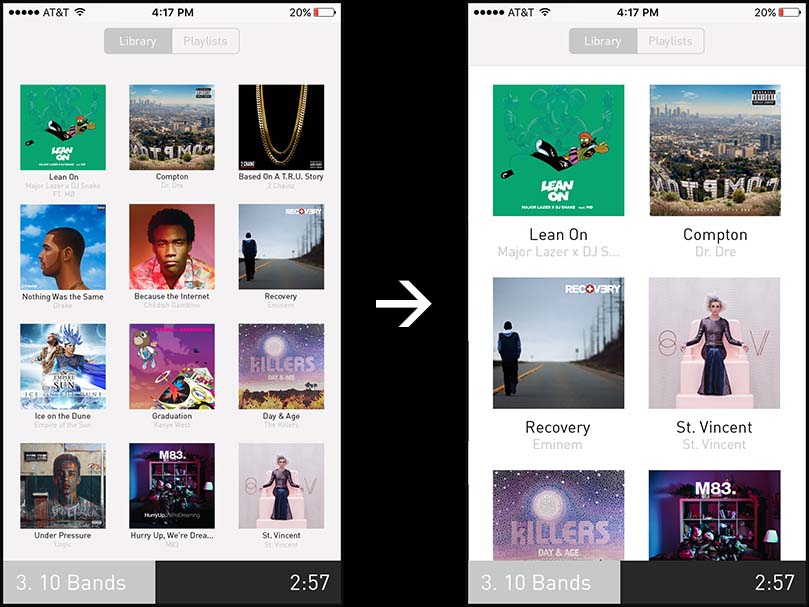 AT&T 4:17 PM 20%
Library Playlists
LEAN ON
MAJOR LAZER X DJ SNAKE FEAT. MØ
COMPTON
2 CHAINZ
Lean On
Major Lazer x DJ Snake
FT. MØ
Compton
Dr. Dre
Based On A T.R.U. Story
2 Chainz
RECOVERY
Nothing Was the Same
Drake
Because the Internet
Childish Gambino
Recovery
Eminem
EMPIRE OF THE SUN
ICE ON THE DUNE
KILLERS
DAY & AGE
Ice on the Dune
Empire of the Sun
Graduation
Kanye West
Day & Age
The Killers
M83.
HurryUp,We'reDreaming
S V
Under Pressure
Logic
Hurry Up, We're Drea...
M83
St. Vincent
St. Vincent
3. 10 Bands 2:57
AT&T 4:17 PM 20%
Library Playlists
LEAN ON
MAJOR LAZER X DJ SNAKE FEAT. MØ
PARENTAL ADVISORY EXPLICIT CONTENT
COMPTON
Lean On
Major Lazer x DJ S...
Compton
Dr. Dre
RECOVERY
S V
Recovery
Eminem
St. Vincent
St. Vincent
KILLERS
DAY & AGE
M83.
3. 10 Bands 2:57